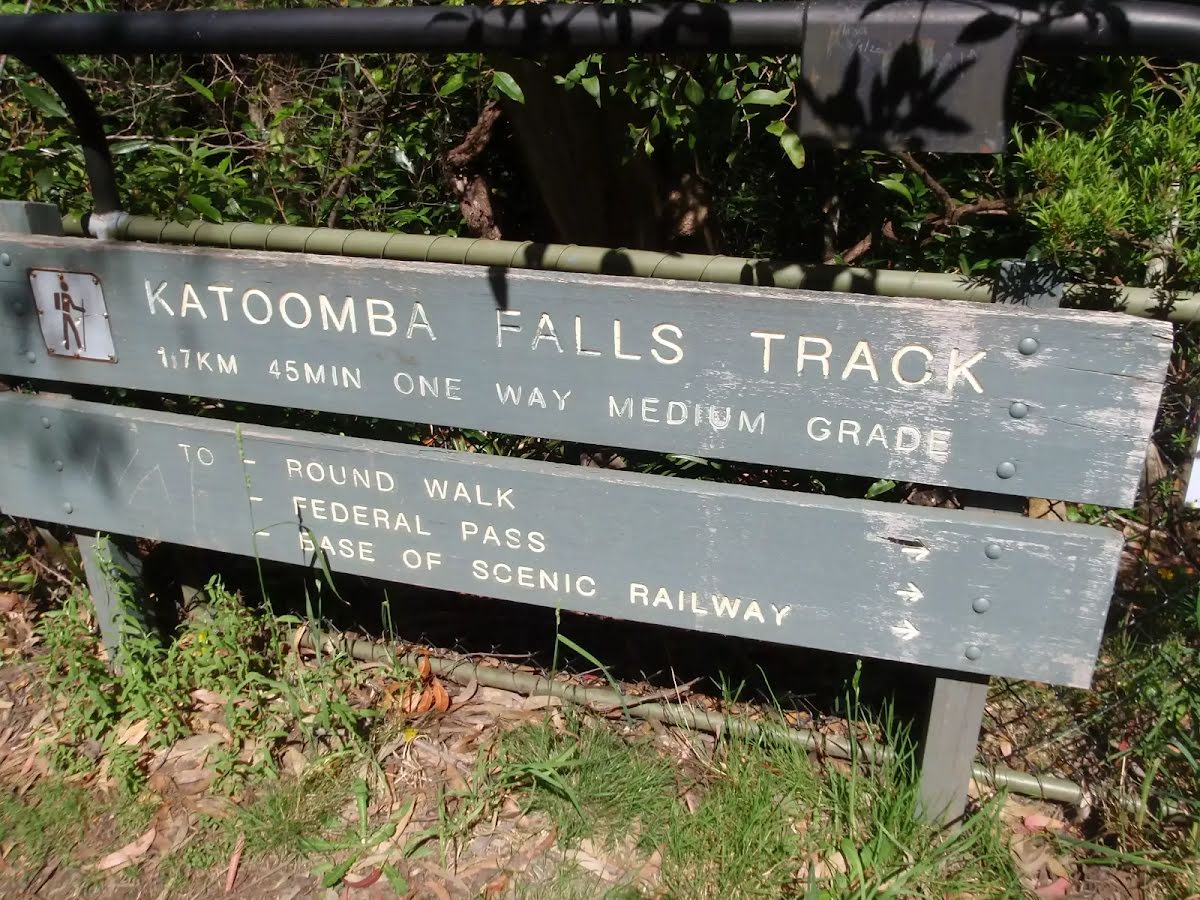 KATOOMBA FALLS TRACK
1.7KM 45MIN ONE WAY MEDIUM GRADE
TO - ROUND WALK →
- FEDERAL PASS →
- BASE OF SCENIC RAILWAY →